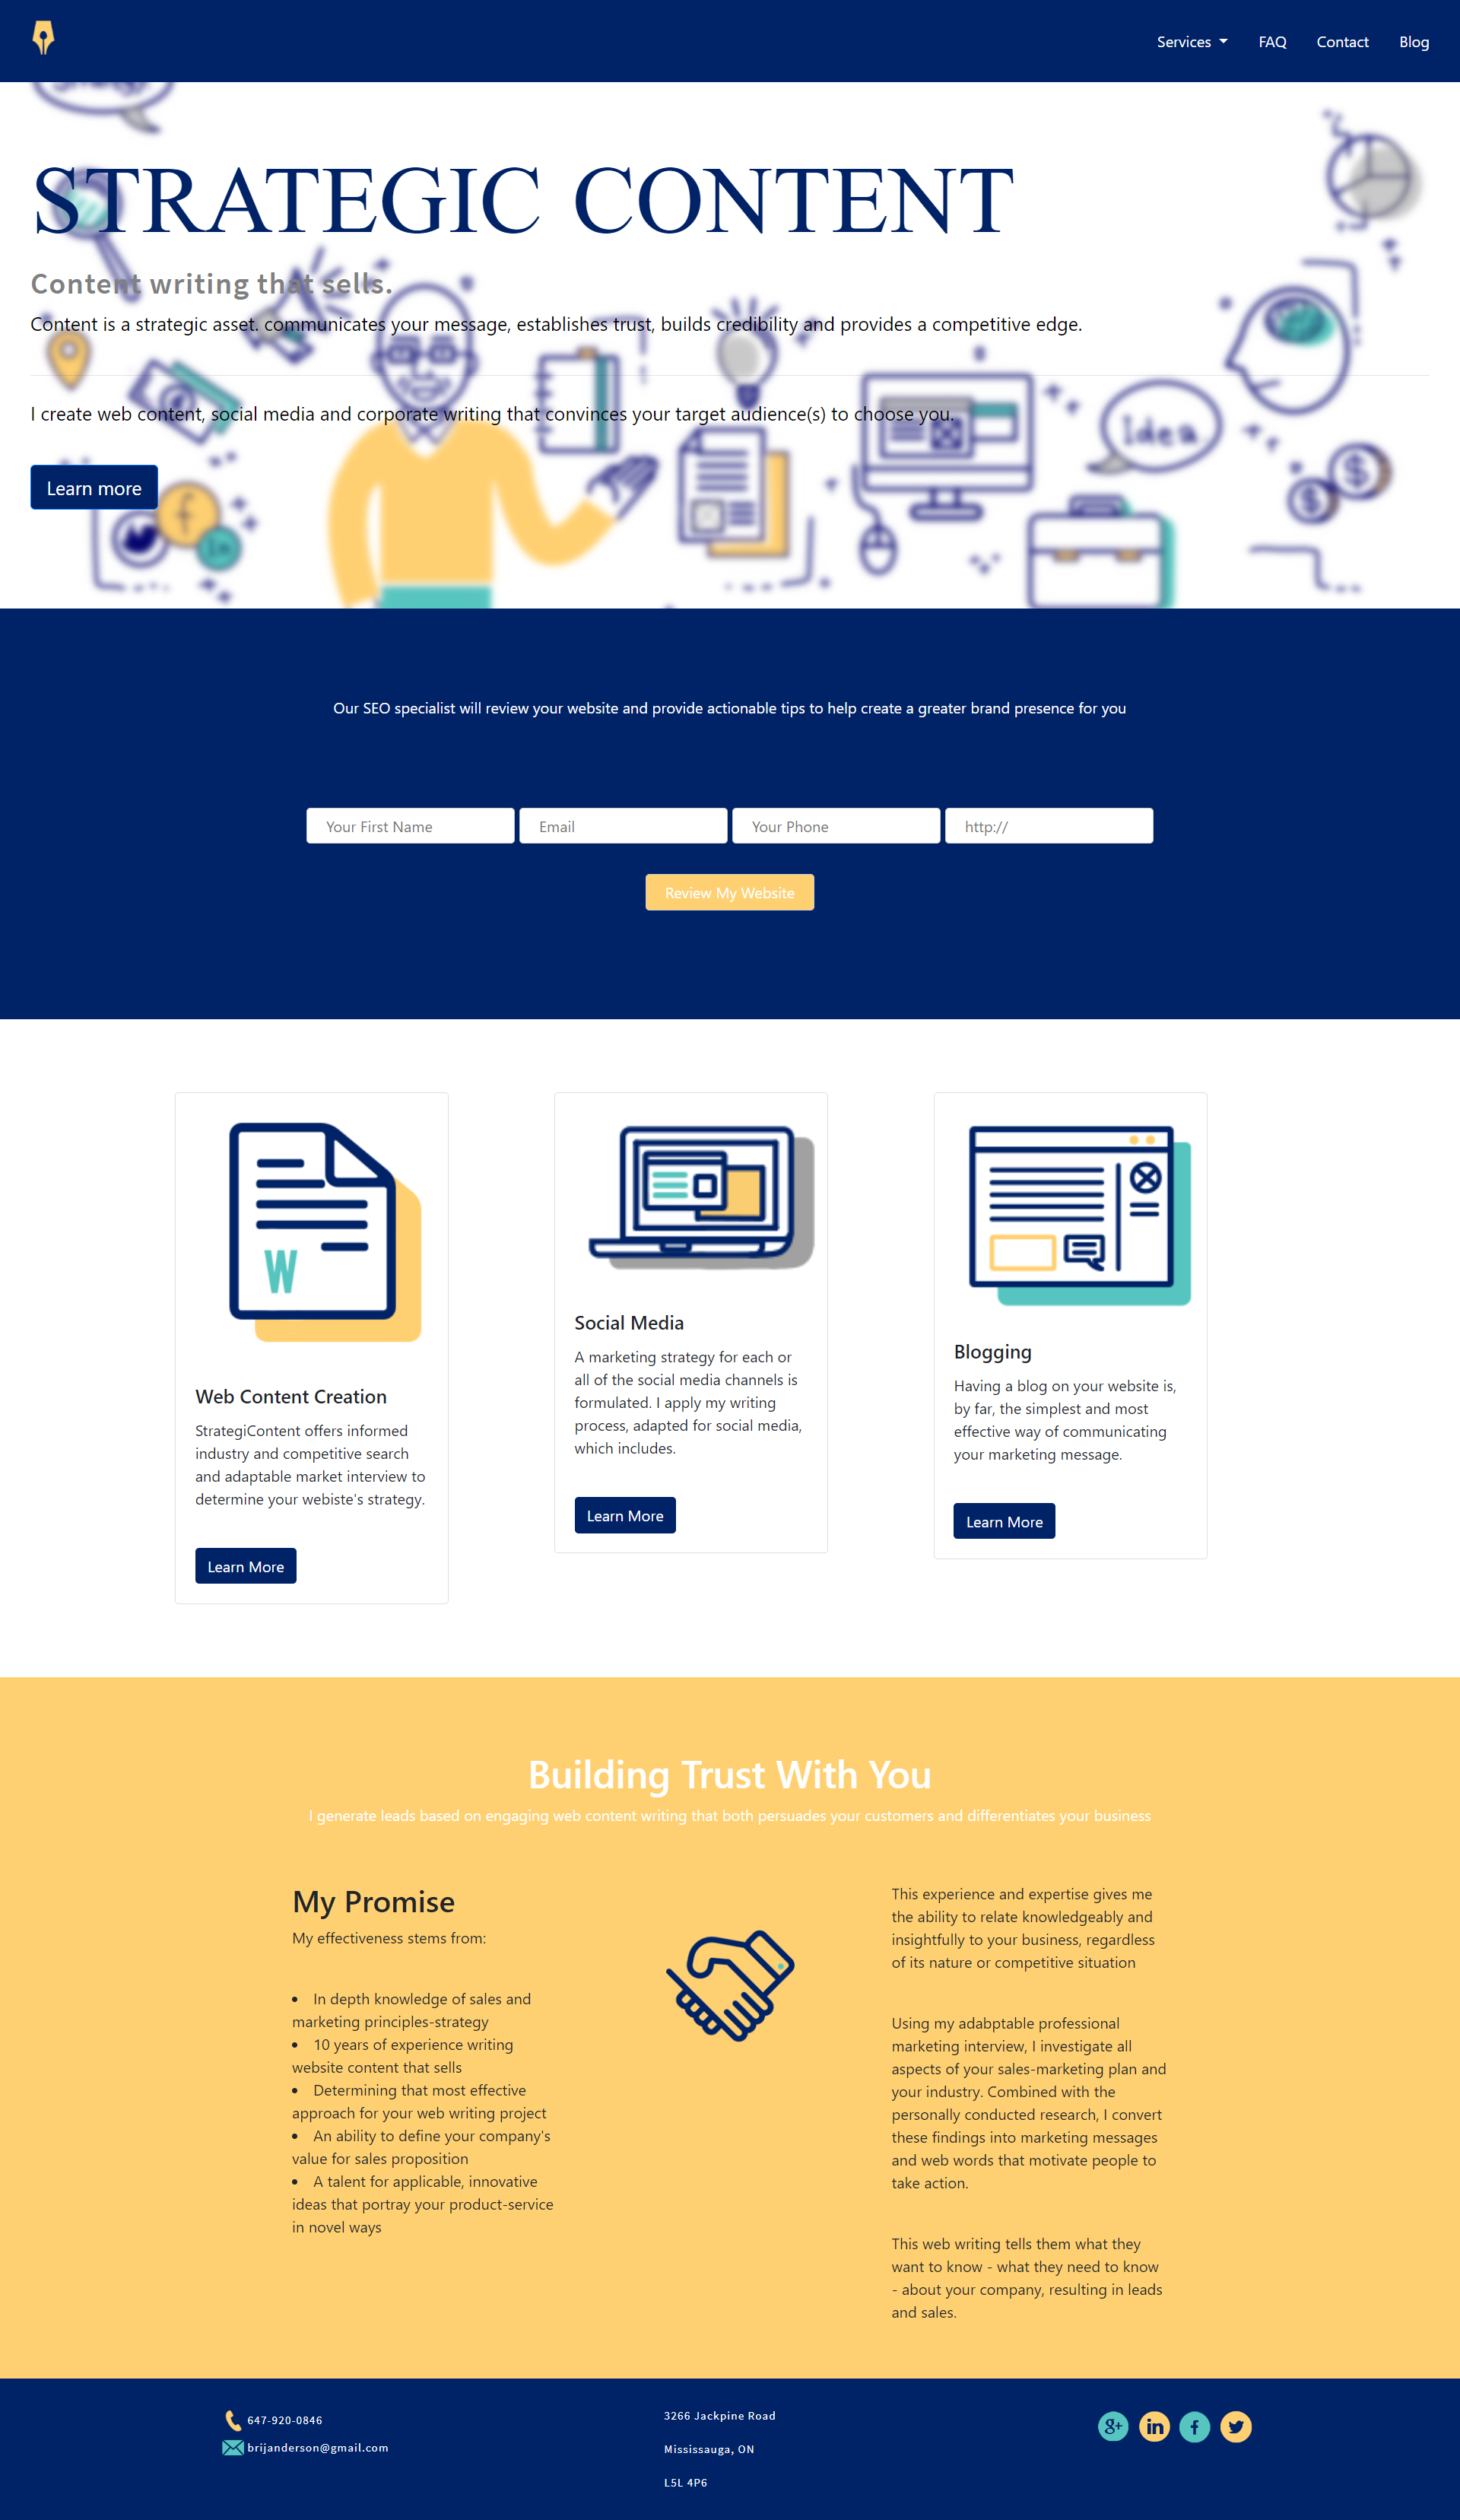 Services
FAQ
Contact
Blog
STRATEGIC CONTENT
Content writing that sells.
Content is a strategic asset. communicates your message, establishes trust, builds credibility and provides a competitive edge.
I create web content, social media and corporate writing that convinces your target audience(s) to choose you.
Idea
Learn more
f
in
Our SEO specialist will review your website and provide actionable tips to help create a greater brand presence for you
Your First Name
Email
Your Phone
http://
Review My Website
W
Web Content Creation
StrategiContent offers informed
industry and competitive search
and adaptable market interview to
determine your webiste's strategy.
Learn More
Social Media
A marketing strategy for each or
all of the social media channels is
formulated. I apply my writing
process, adapted for social media,
which includes.
Learn More
Blogging
Having a blog on your website is,
by far, the simplest and most
effective way of communicating
your marketing message.
Learn More
Building Trust With You
I generate leads based on engaging web content writing that both persuades your customers and differentiates your business
My Promise
My effectiveness stems from:
• In depth knowledge of sales and
marketing principles-strategy
• 10 years of experience writing
website content that sells
• Determining that most effective
approach for your web writing project
• An ability to define your company's
value for sales proposition
• A talent for applicable, innovative
ideas that portray your product-service
in novel ways
This experience and expertise gives me
the ability to relate knowledgeably and
insightfully to your business, regardless
of its nature or competitive situation
Using my adabptable professional
marketing interview, I investigate all
aspects of your sales-marketing plan and
your industry. Combined with the
personally conducted research, I convert
these findings into marketing messages
and web words that motivate people to
take action.
This web writing tells them what they
want to know - what they need to know
- about your company, resulting in leads
and sales.
647-920-0846
brijanderson@gmail.com
3266 Jackpine Road
Mississauga, ON
L5L 4P6
g+
in
f